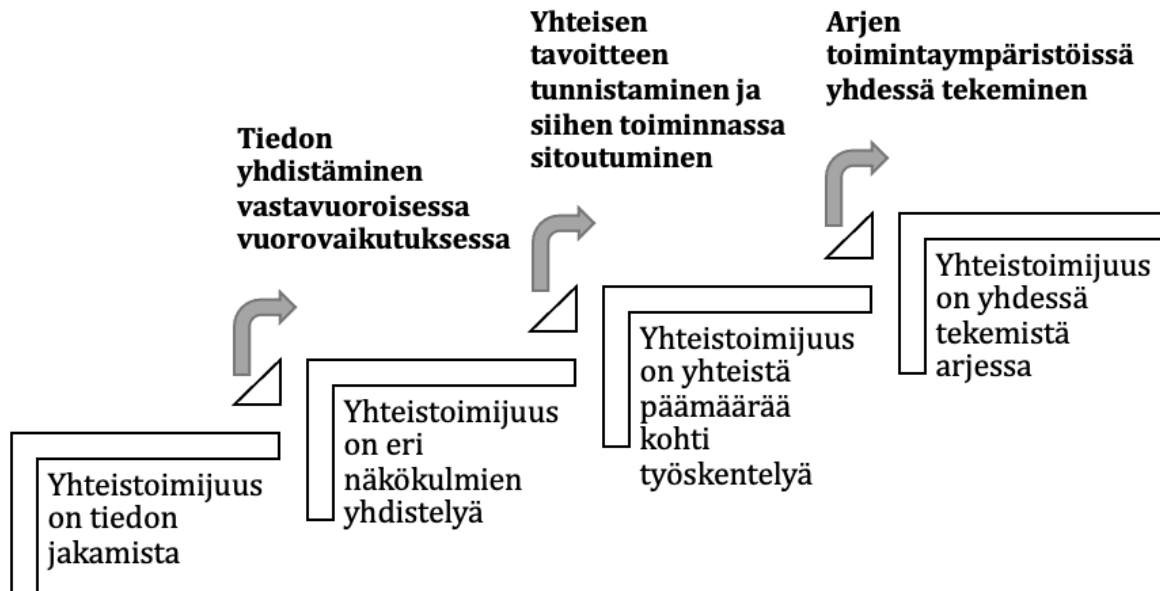 Yhteisen
tavoitteen
tunnistaminen ja
siihen toiminnassa
sitoutuminen
Arjen
toimintaympäristöissä
yhdessä tekeminen
Tiedon
yhdistäminen
vastavuoroisessa
vuorovaikutuksessa
Yhteistoimijuus
on tiedon
jakamista
Yhteistoimijuus
on eri
näkökulmien
yhdistelyä
Yhteistoimijuus
on yhteistä
päämäärää
kohti
työskentelyä
Yhteistoimijuus
on yhdessä
tekemistä
arjessa